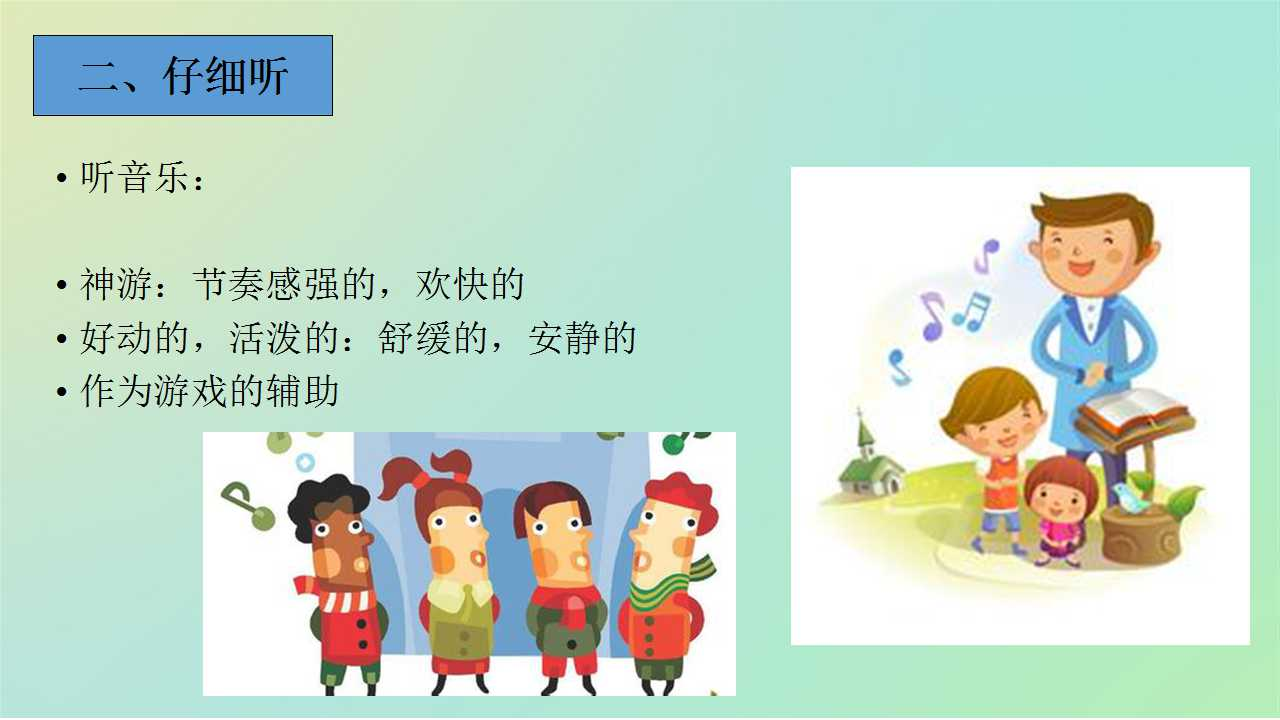 二、仔细听
• 听音乐：
• 神游：节奏感强的，欢快的
• 好动的，活泼的：舒缓的，安静的
• 作为游戏的辅助